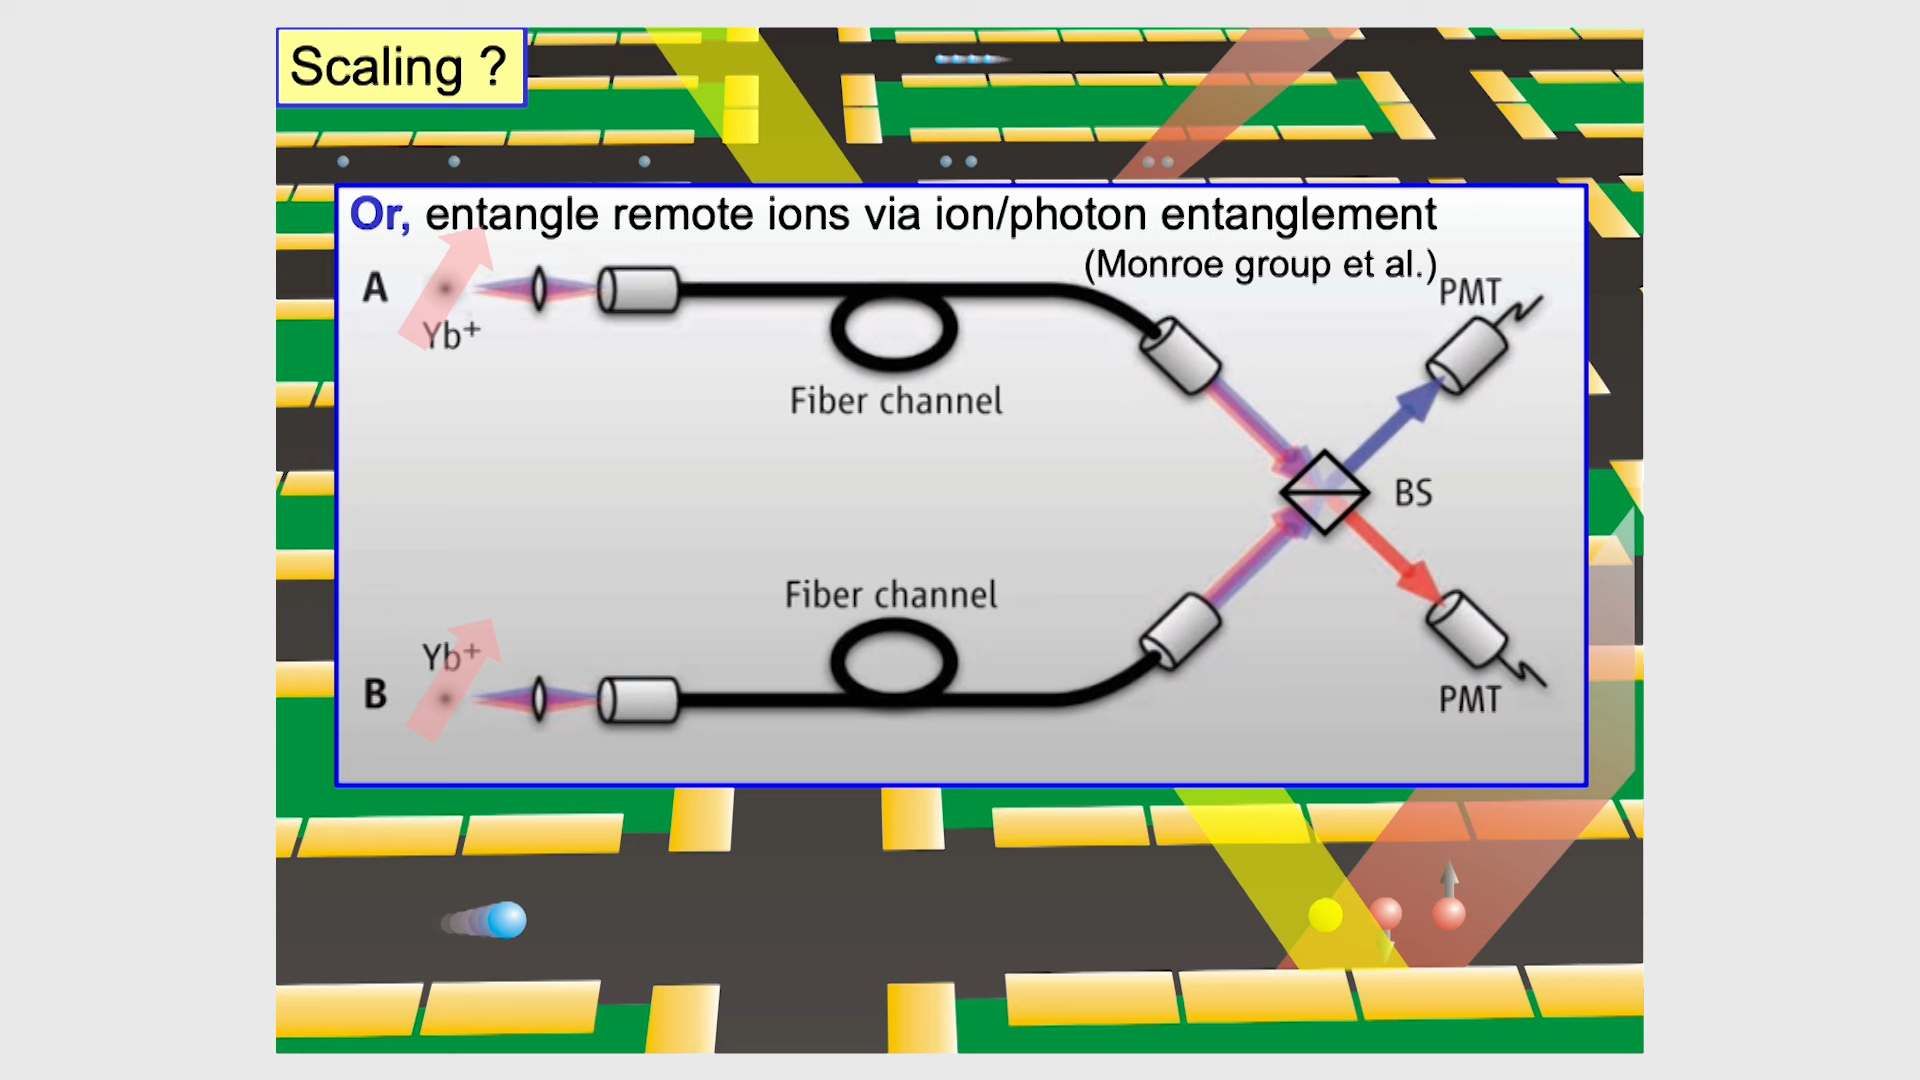 Scaling ?
Or, entangle remote ions via ion/photon entanglement
(Monroe group et al.)
A
Yb+
PMT
Fiber channel
BS
Fiber channel
Yb+
B
PMT